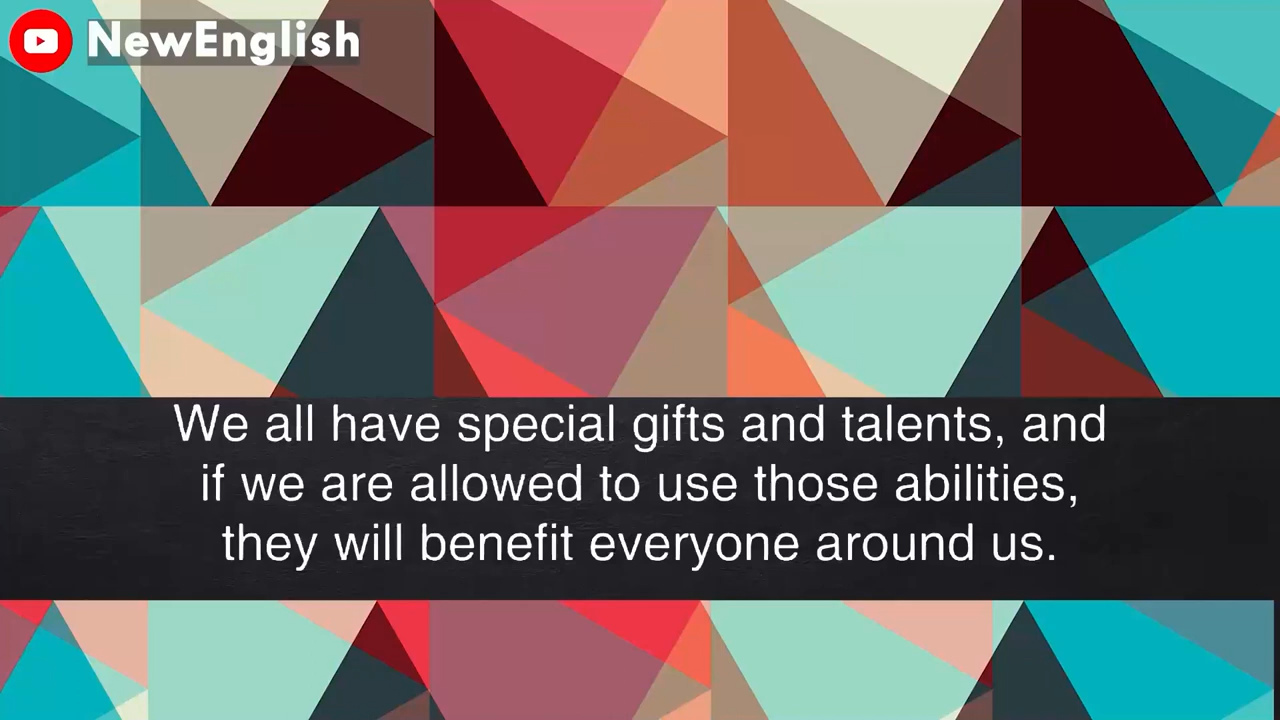 NewEnglish
We all have special gifts and talents, and
if we are allowed to use those abilities,
they will benefit everyone around us.